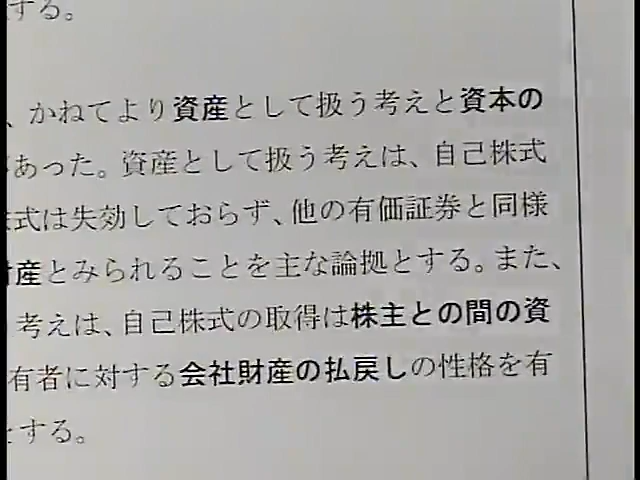 する。
、かねてより資産として扱う考えと資本の
あった。資産として扱う考えは、自己株式
式は失効しておらず、他の有価証券と同様
産とみられることを主な論拠とする。また、
考えは、自己株式の取得は株主との間の資
有者に対する会社財産の払戻しの性格を有
とする。